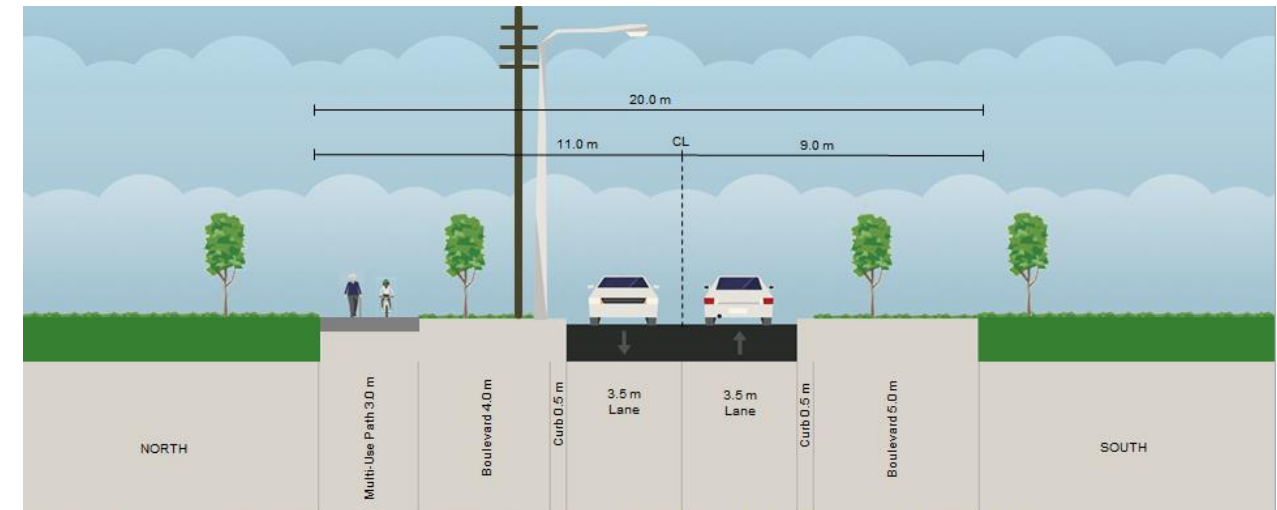 20.0 m
11.0 m
CL
9.0 m
NORTH
Multi-Use Path 3.0 m
Boulevard 4.0 m
Curb 0.5 m
3.5 m
Lane
3.5 m
Lane
Curb 0.5 m
Boulevard 5.0 m
SOUTH